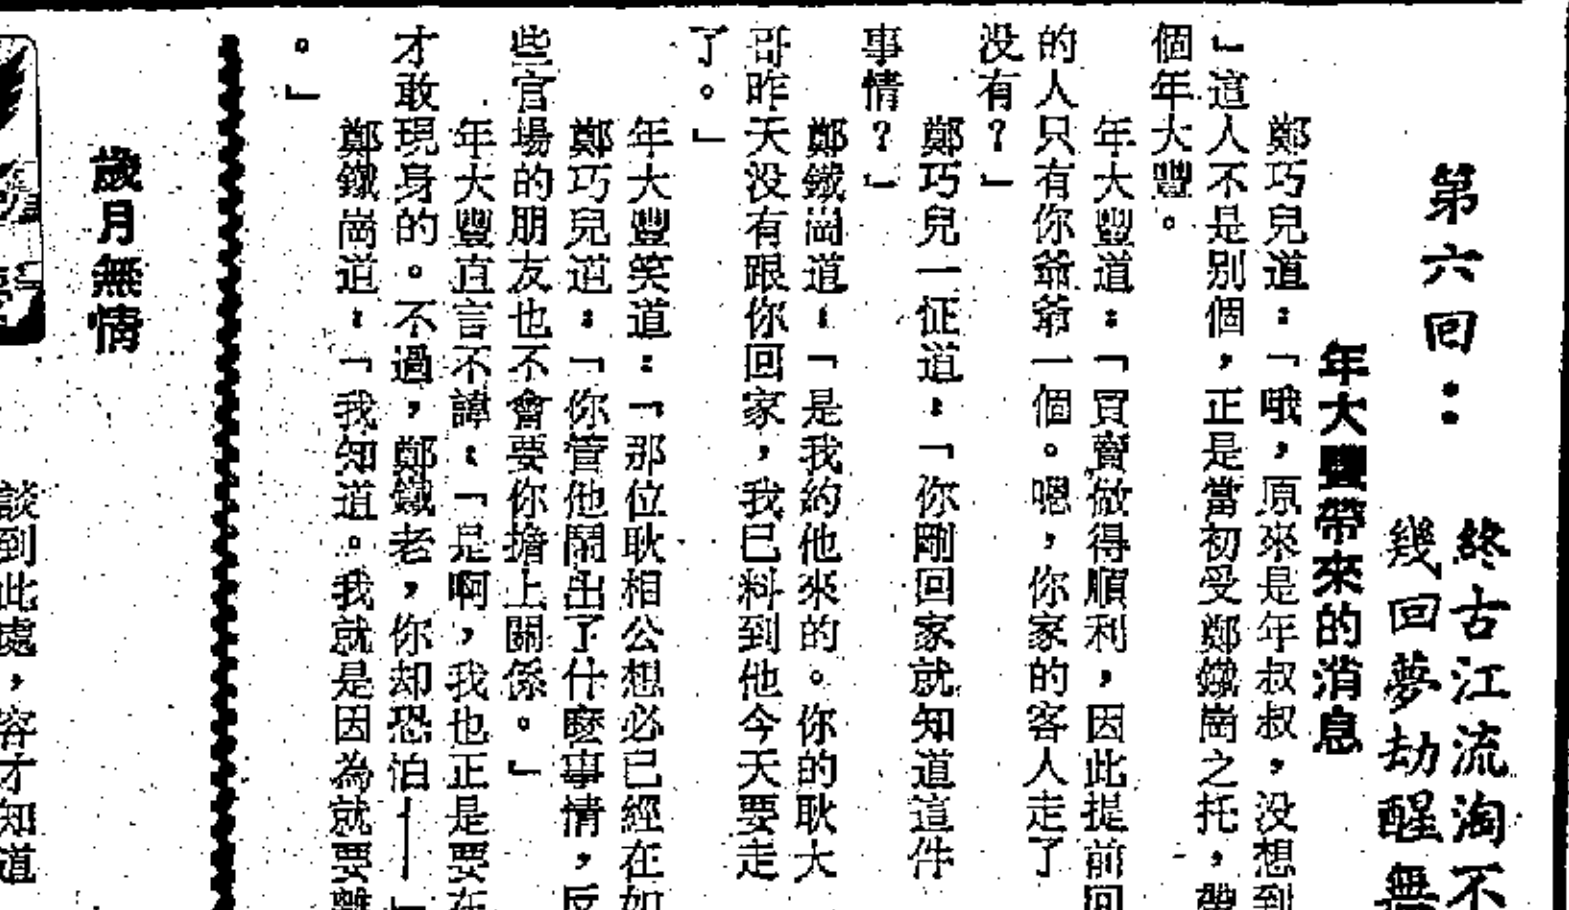 第六回：
終古江流淘不
幾回夢劫醒無
年大豐帶來的消息
鄭巧兒道：「哦，原來是年叔叔，没想到
」這人不是别個，正是當初受鄭鐵崗之托，帶
個年大豐。
年大豐道：「買賣做得順利，因此提前回
的人只有你爺爺一個。嗯，你家的客人走了
没有？」
鄭巧兒一怔道：「你剛回家就知道這件
事情？」
鄭鐵崗道：「是我約他來的。你的耿大
哥昨天没有跟你回家，我已料到他今天要走
了。」
年大豐笑道：「那位耿相公想必已經在如
鄭巧兒道：「你管他鬧出了什麼事情，反
些官場的朋友也不會要你擔上關係。」
年大豐直言不諱：「是啊，我也正是要在
才敢現身的。不過，鄭鐵老，你却恐怕——」
鄭鐵崗道：「我知道。我就是因為就要離
。」
歲月無情
談到此處，容才知道